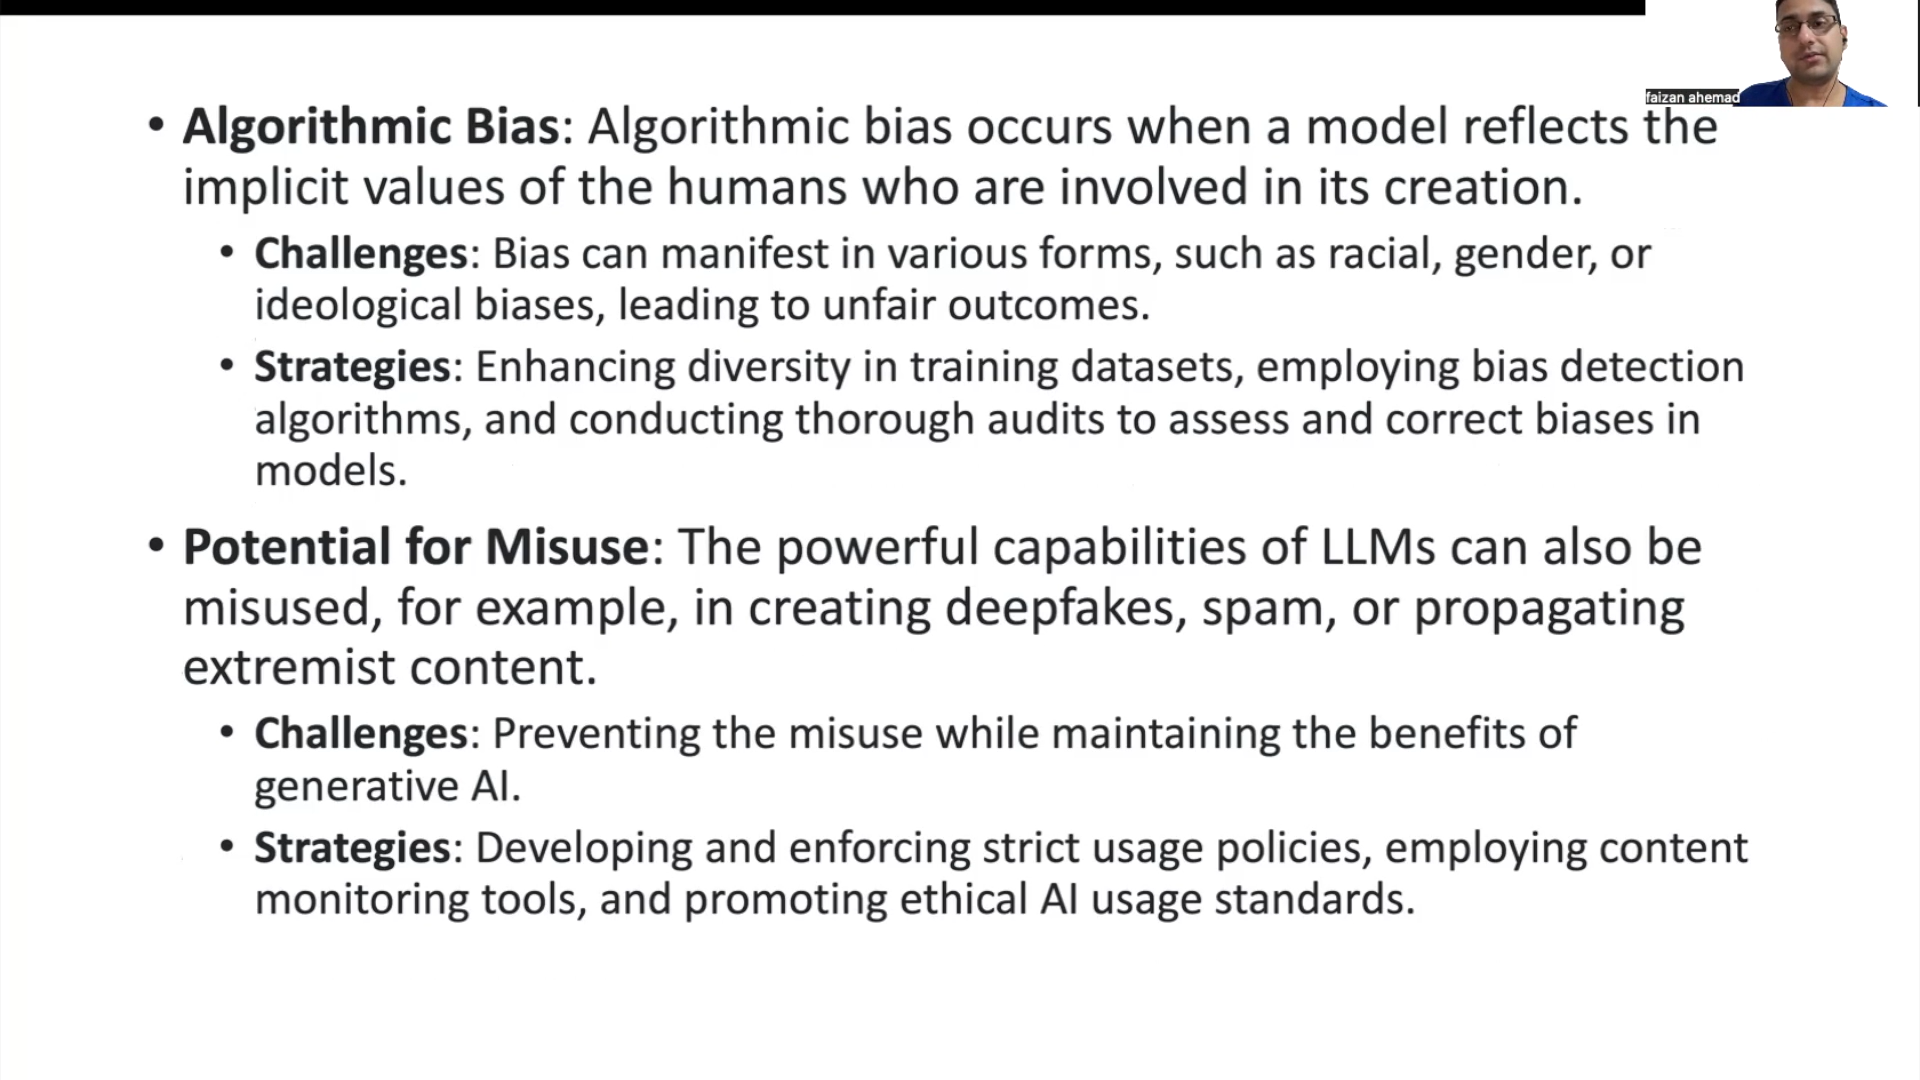 faizan ahemad
• Algorithmic Bias: Algorithmic bias occurs when a model reflects the
implicit values of the humans who are involved in its creation.
• Challenges: Bias can manifest in various forms, such as racial, gender, or
ideological biases, leading to unfair outcomes.
• Strategies: Enhancing diversity in training datasets, employing bias detection
algorithms, and conducting thorough audits to assess and correct biases in
models.
• Potential for Misuse: The powerful capabilities of LLMs can also be
misused, for example, in creating deepfakes, spam, or propagating
extremist content.
• Challenges: Preventing the misuse while maintaining the benefits of
generative AI.
• Strategies: Developing and enforcing strict usage policies, employing content
monitoring tools, and promoting ethical AI usage standards.